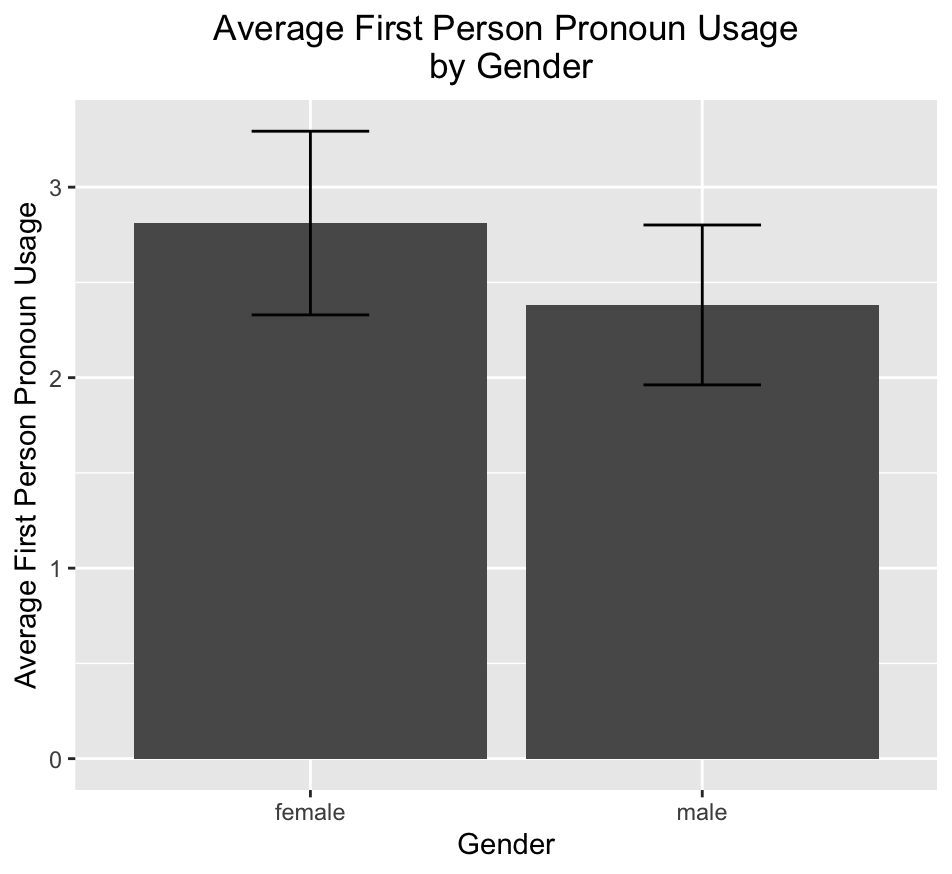 Average First Person Pronoun Usage
by Gender
Average First Person Pronoun Usage
3
2
1
0
female
male
Gender